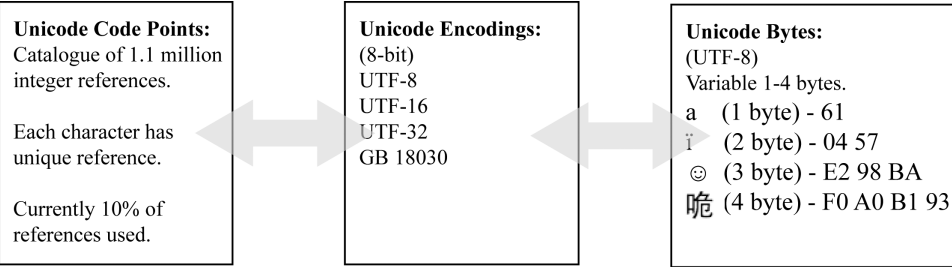 Unicode Code Points:
Catalogue of 1.1 million
integer references.
Each character has
unique reference.
Currently 10% of
references used.
Unicode Encodings:
(8-bit)
UTF-8
UTF-16
UTF-32
GB 18030
Unicode Bytes:
(UTF-8)
Variable 1-4 bytes.
a (1 byte) - 61
ї (2 byte) - 04 57
☺ (3 byte) - E2 98 BA
𠱓 (4 byte) - F0 A0 B1 93